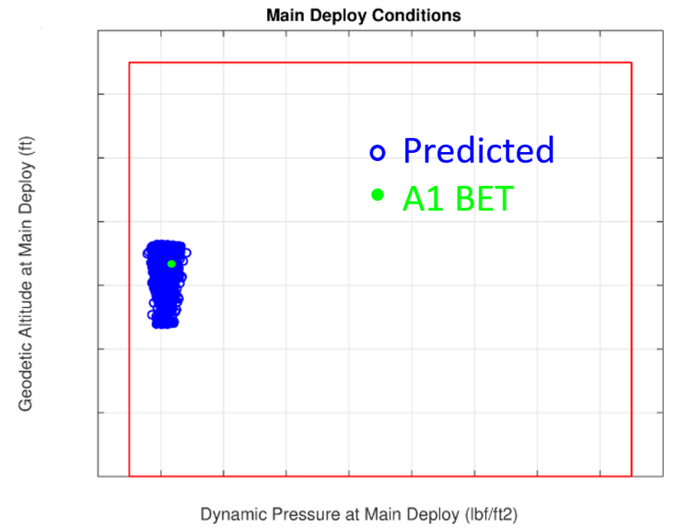 Main Deploy Conditions
Geodetic Altitude at Main Deploy (ft)
Predicted
A1 BET
Dynamic Pressure at Main Deploy (lbf/ft2)